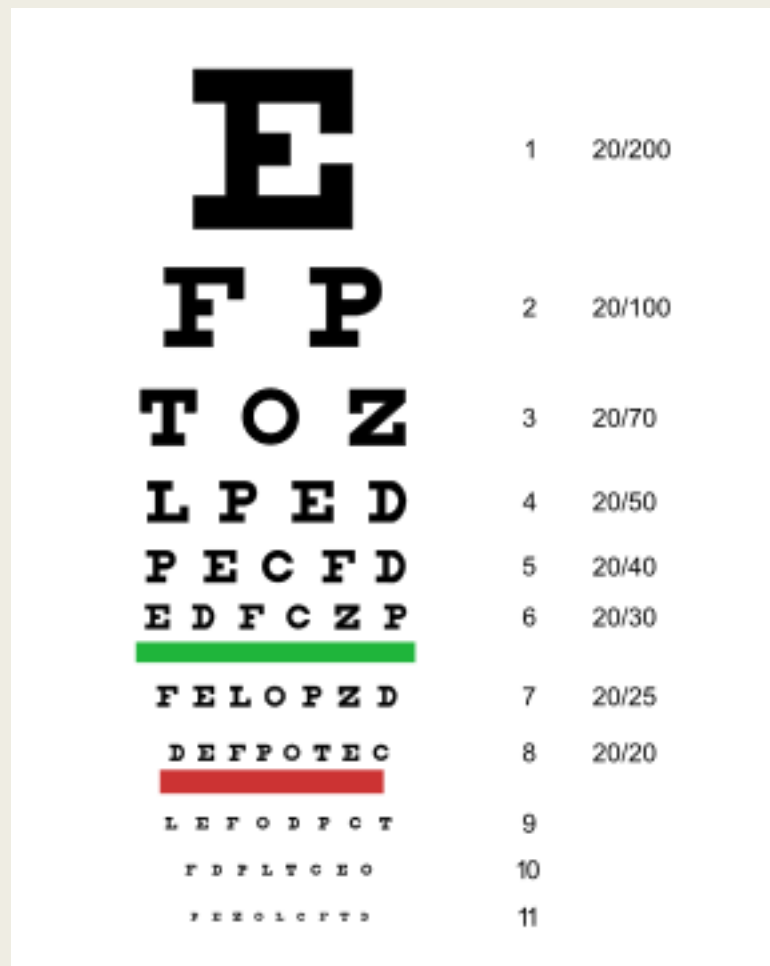 E 1 20/200
F P 2 20/100
T O Z 3 20/70
L P E D 4 20/50
P E C F D 5 20/40
E D F C Z P 6 20/30
F E L O P Z D 7 20/25
D E F P O T E C 8 20/20
L E F O D P C T 9
F D P L T C E O 10
P E Z O L C F T D 11